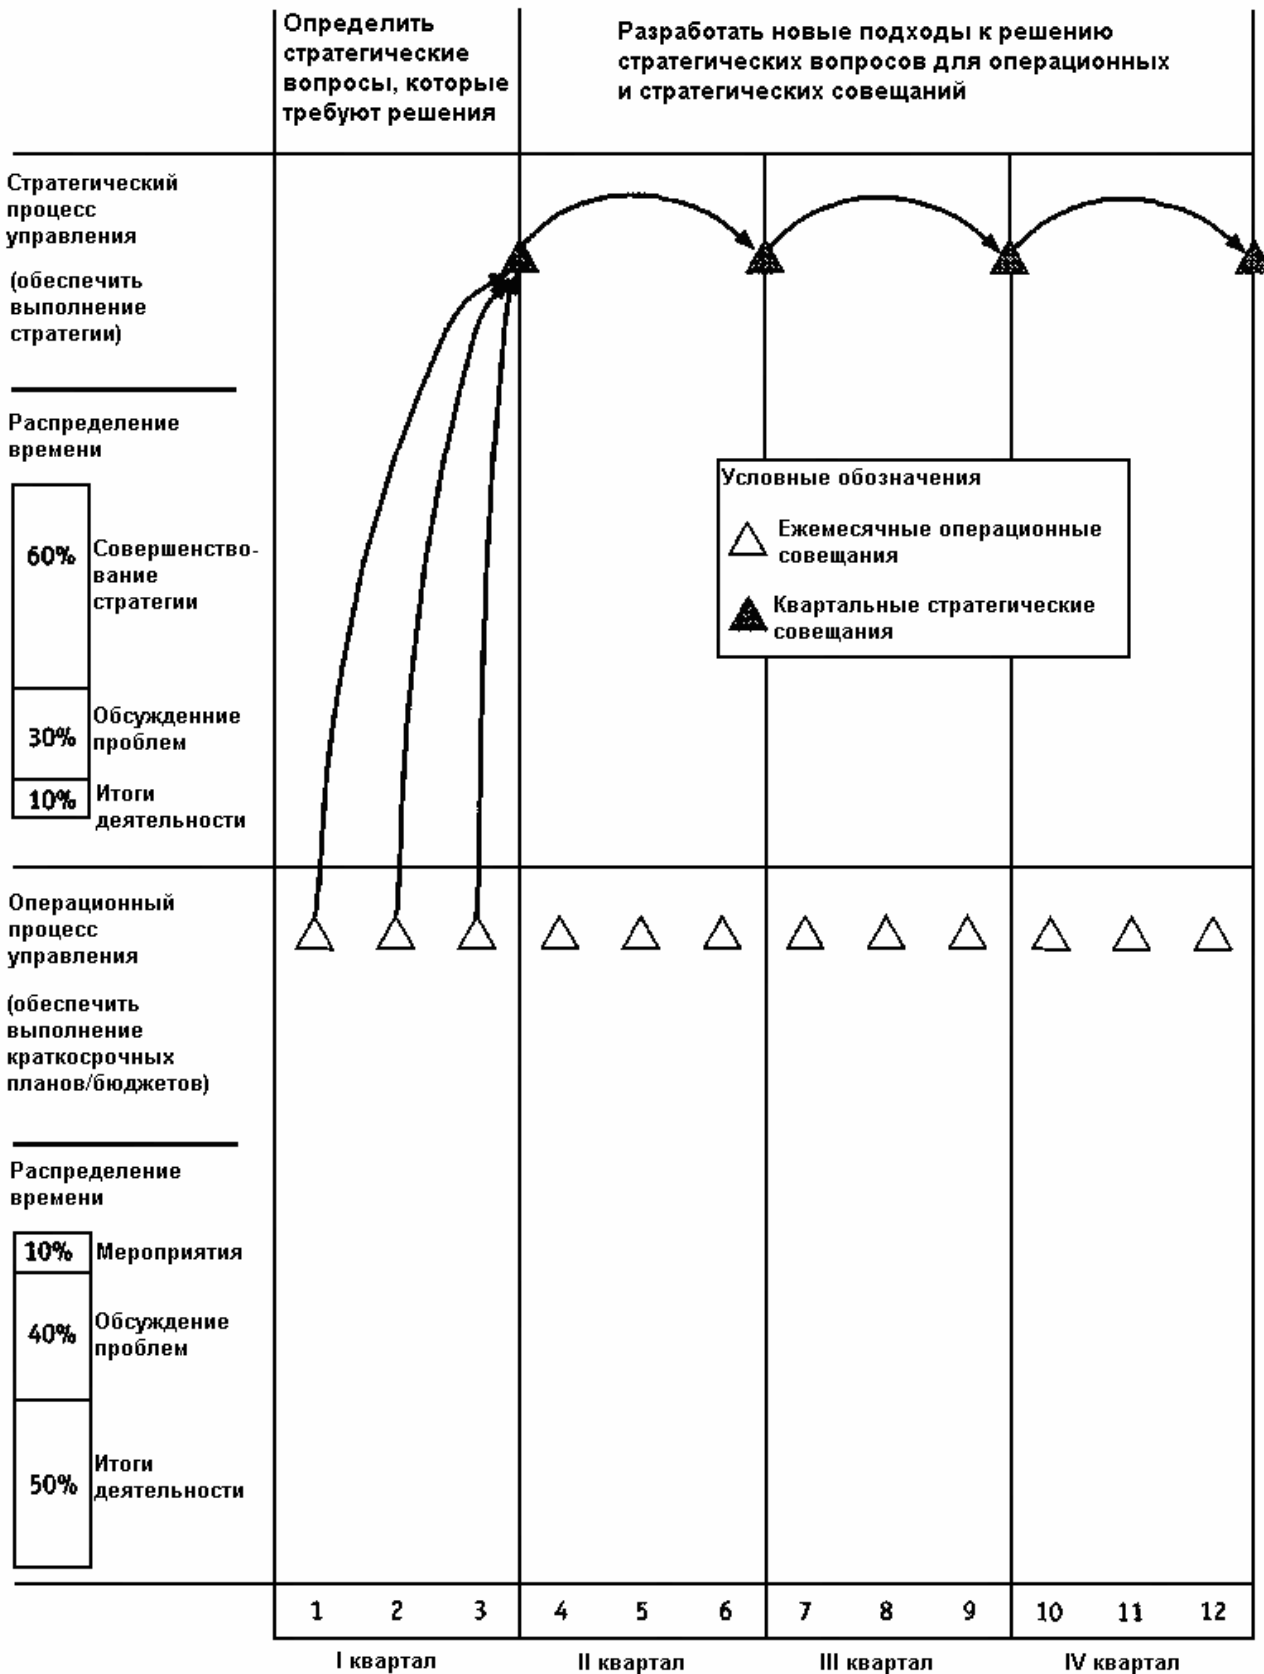 Определить
стратегические
вопросы, которые
требуют решения
Разработать новые подходы к решению
стратегических вопросов для операционных
и стратегических совещаний
Стратегический
процесс
управления
(обеспечить
выполнение
стратегии)
Распределение
времени
60%
Совершенство-
вание
стратегии
30%
Обсужденние
проблем
10%
Итоги
деятельности
Условные обозначения
Ежемесячные операционные
совещания
Квартальные стратегические
совещания
Операционный
процесс
управления
(обеспечить
выполнение
краткосрочных
планов/бюджетов)
Распределение
времени
10%
Мероприятия
40%
Обсуждение
проблем
50%
Итоги
деятельности
1 2 3 4 5 6 7 8 9 10 11 12
I квартал II квартал III квартал IV квартал